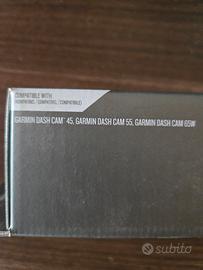 COMPATIBLE WITH
GARMIN DASH CAM™ 45, GARMIN DASH CAM 55, GARMIN DASH CAM 65W
subito